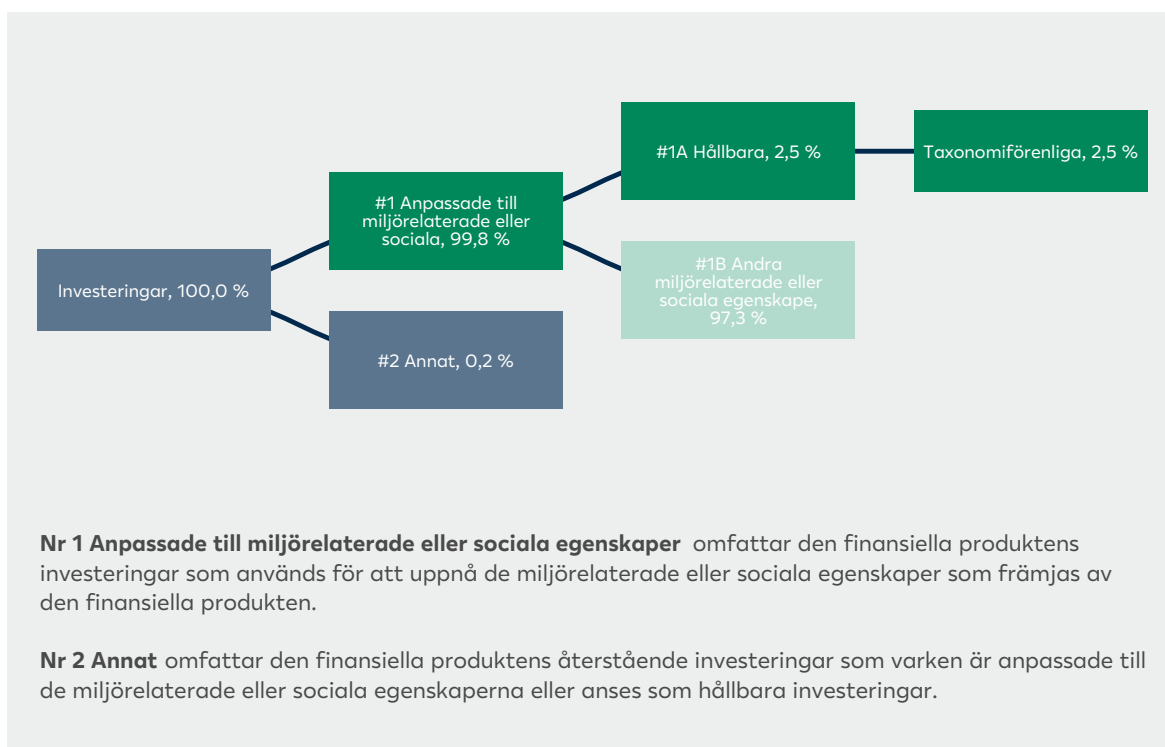 #1A Hållbara, 2,5 %
Taxonomiförenliga, 2,5 %
#1 Anpassade till
miljörelaterade eller
sociala, 99,8 %
#1B Andra
miljörelaterade eller
sociala egenskape,
97,3 %
Investeringar, 100,0 %
#2 Annat, 0,2 %
Nr 1 Anpassade till miljörelaterade eller sociala egenskaper omfattar den finansiella produktens
investeringar som används för att uppnå de miljörelaterade eller sociala egenskaper som främjas av
den finansiella produkten.
Nr 2 Annat omfattar den finansiella produktens återstående investeringar som varken är anpassade till
de miljörelaterade eller sociala egenskaperna eller anses som hållbara investeringar.